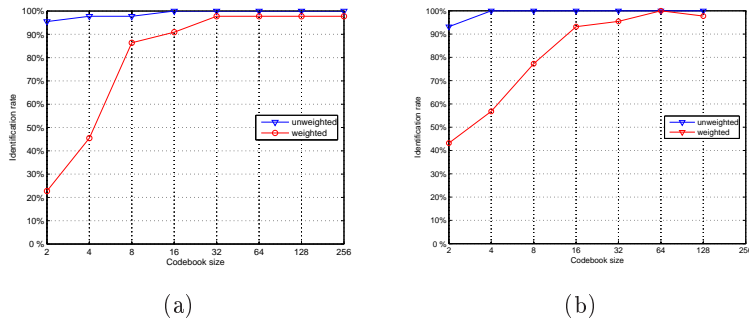 100%
90%
80%
70%
60%
50%
40%
30%
20%
10%
0 %
Identification rate
2 4 8 16 32 64 128 256
Codebook size
unweighted
weighted
(a)
100%
90%
80%
70%
60%
50%
40%
30%
20%
10%
0 %
Identification rate
2 4 8 16 32 64 128 256
Codebook size
unweighted
weighted
(b)